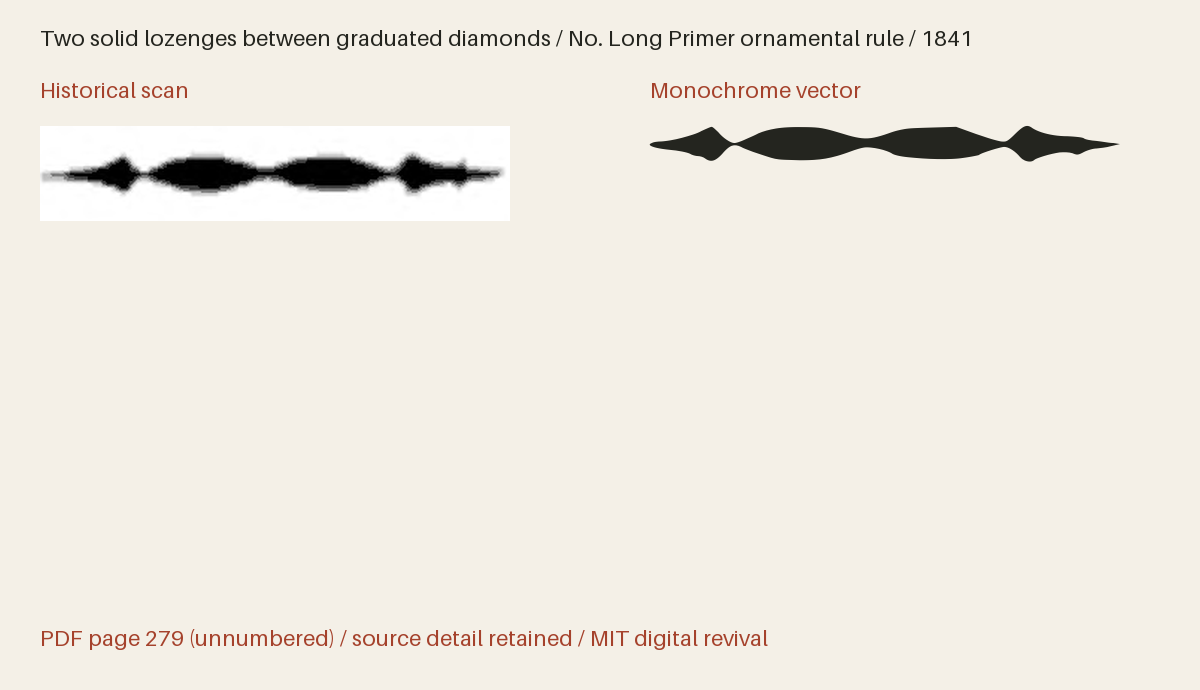 Two solid lozenges between graduated diamonds / No. Long Primer ornamental rule / 1841
Historical scan
Monochrome vector
PDF page 279 (unnumbered) / source detail retained / MIT digital revival